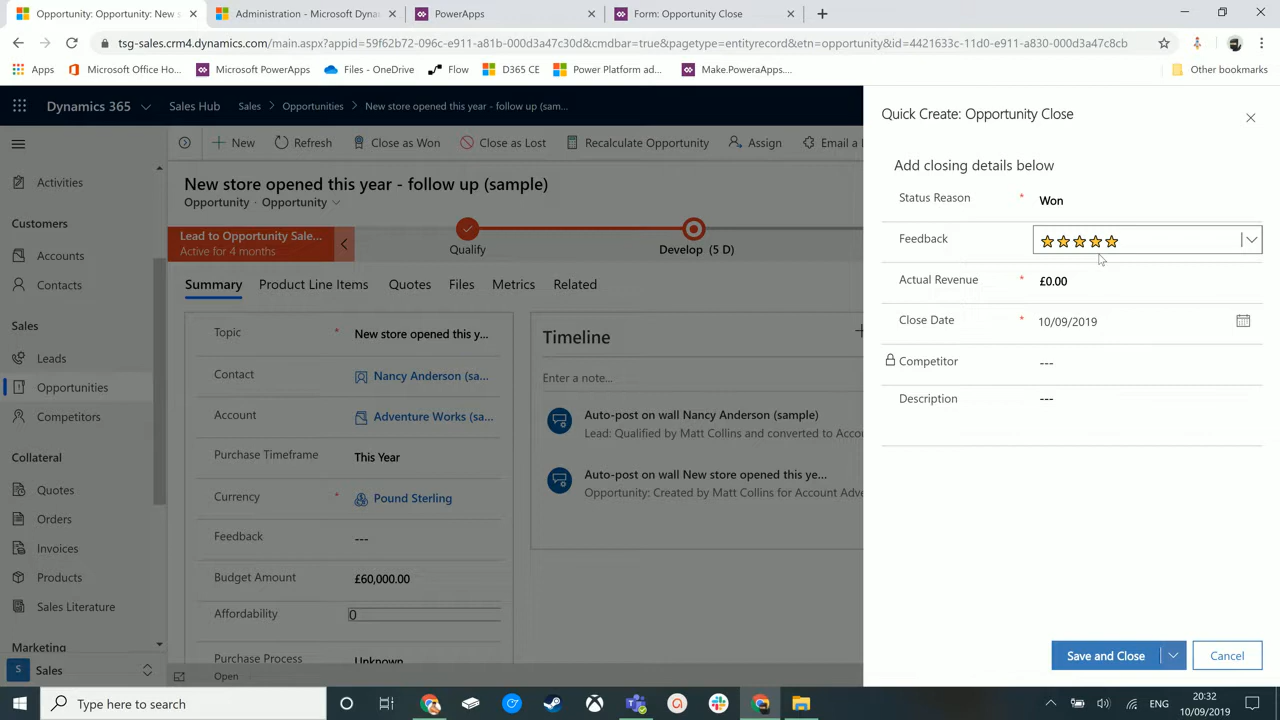 Opportunity: Opportunity: New s
Administration - Microsoft Dyna
PowerApps
Form: Opportunity Close
tsg-sales.crm4.dynamics.com/main.aspx?appid=59f62b72-096c-e911-a81b-000d3a47c30d&cmdbar=true&pagetype=entityrecord&etn=opportunity&id=4421633c-11d0-e911-a830-000d3a47c8cb
Apps
Microsoft Office Ho...
Microsoft PowerApps
Files - OneDrive
Flow
D365 CE
Power Platform ad...
Make.PoweraApps....
Other bookmarks
Dynamics 365
Sales Hub
Sales > Opportunities > New store opened this year - follow up (sam...
New
Refresh
Close as Won
Close as Lost
Recalculate Opportunity
Assign
Email a L
Activities
Customers
Accounts
Contacts
Sales
Leads
Opportunities
Competitors
Collateral
Quotes
Orders
Invoices
Products
Sales Literature
Marketing
S Sales
New store opened this year - follow up (sample)
Opportunity · Opportunity
Lead to Opportunity Sale...
Active for 4 months
Qualify
Develop (5 D)
Summary
Product Line Items
Quotes
Files
Metrics
Related
Topic * New store opened this y...
Contact Nancy Anderson (sa...
Account Adventure Works (sa...
Purchase Timeframe This Year
Currency * Pound Sterling
Feedback ---
Budget Amount £60,000.00
Affordability 0
Purchase Process Unknown
Open
Timeline
Enter a note...
Auto-post on wall Nancy Anderson (sample)
Lead: Qualified by Matt Collins and converted to Acco
Auto-post on wall New store opened this ye...
Opportunity: Created by Matt Collins for Account Adve
Quick Create: Opportunity Close
Add closing details below
Status Reason * Won
Feedback
Actual Revenue * £0.00
Close Date * 10/09/2019
Competitor ---
Description ---
Save and Close
Cancel
Type here to search
ENG
20:32
10/09/2019